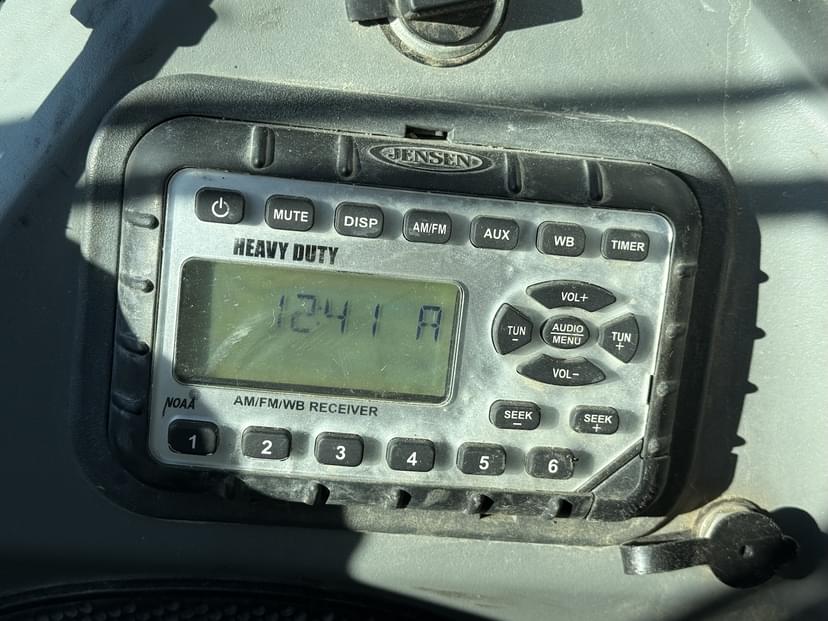 JENSEN
MUTE DISP AM/FM AUX WB TIMER
HEAVY DUTY
12:41 A
VOL+
TUN - AUDIO MENU TUN +
VOL-
NOAA AM/FM/WB RECEIVER
SEEK - SEEK +
1 2 3 4 5 6